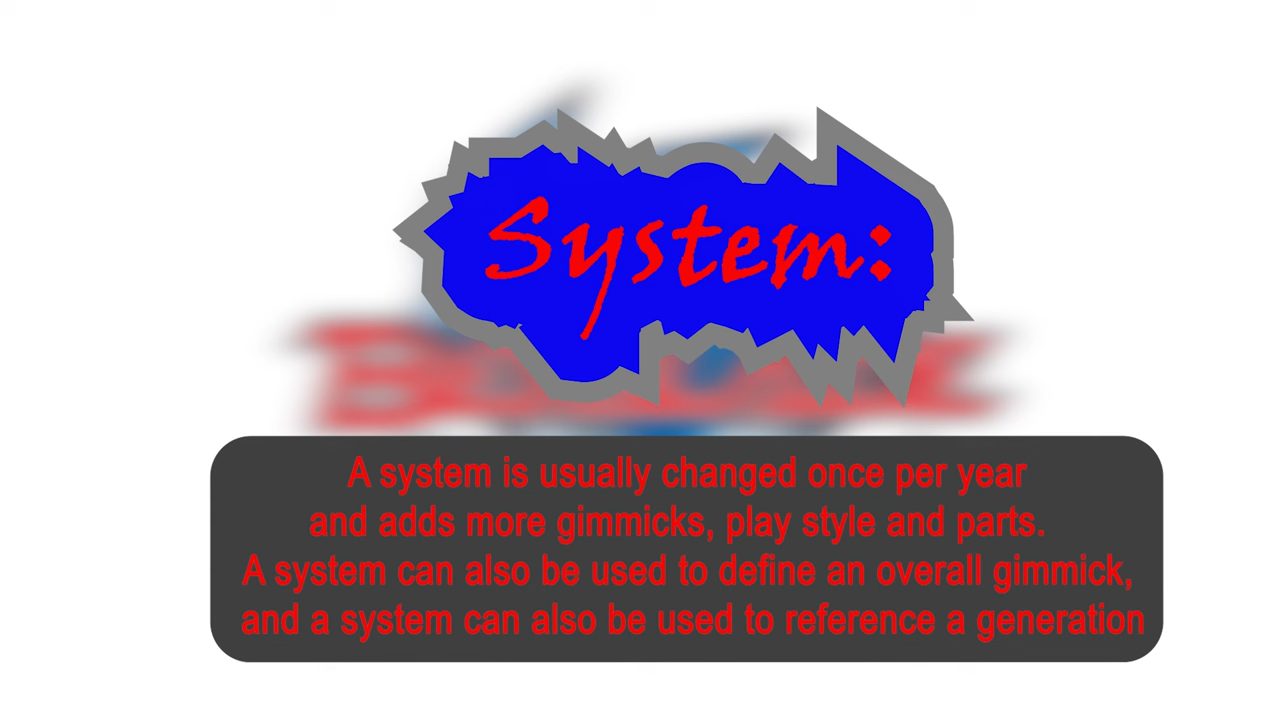 System:
A system is usually changed once per year
and adds more gimmicks, play style and parts.
A system can also be used to define an overall gimmick,
and a system can also be used to reference a generation